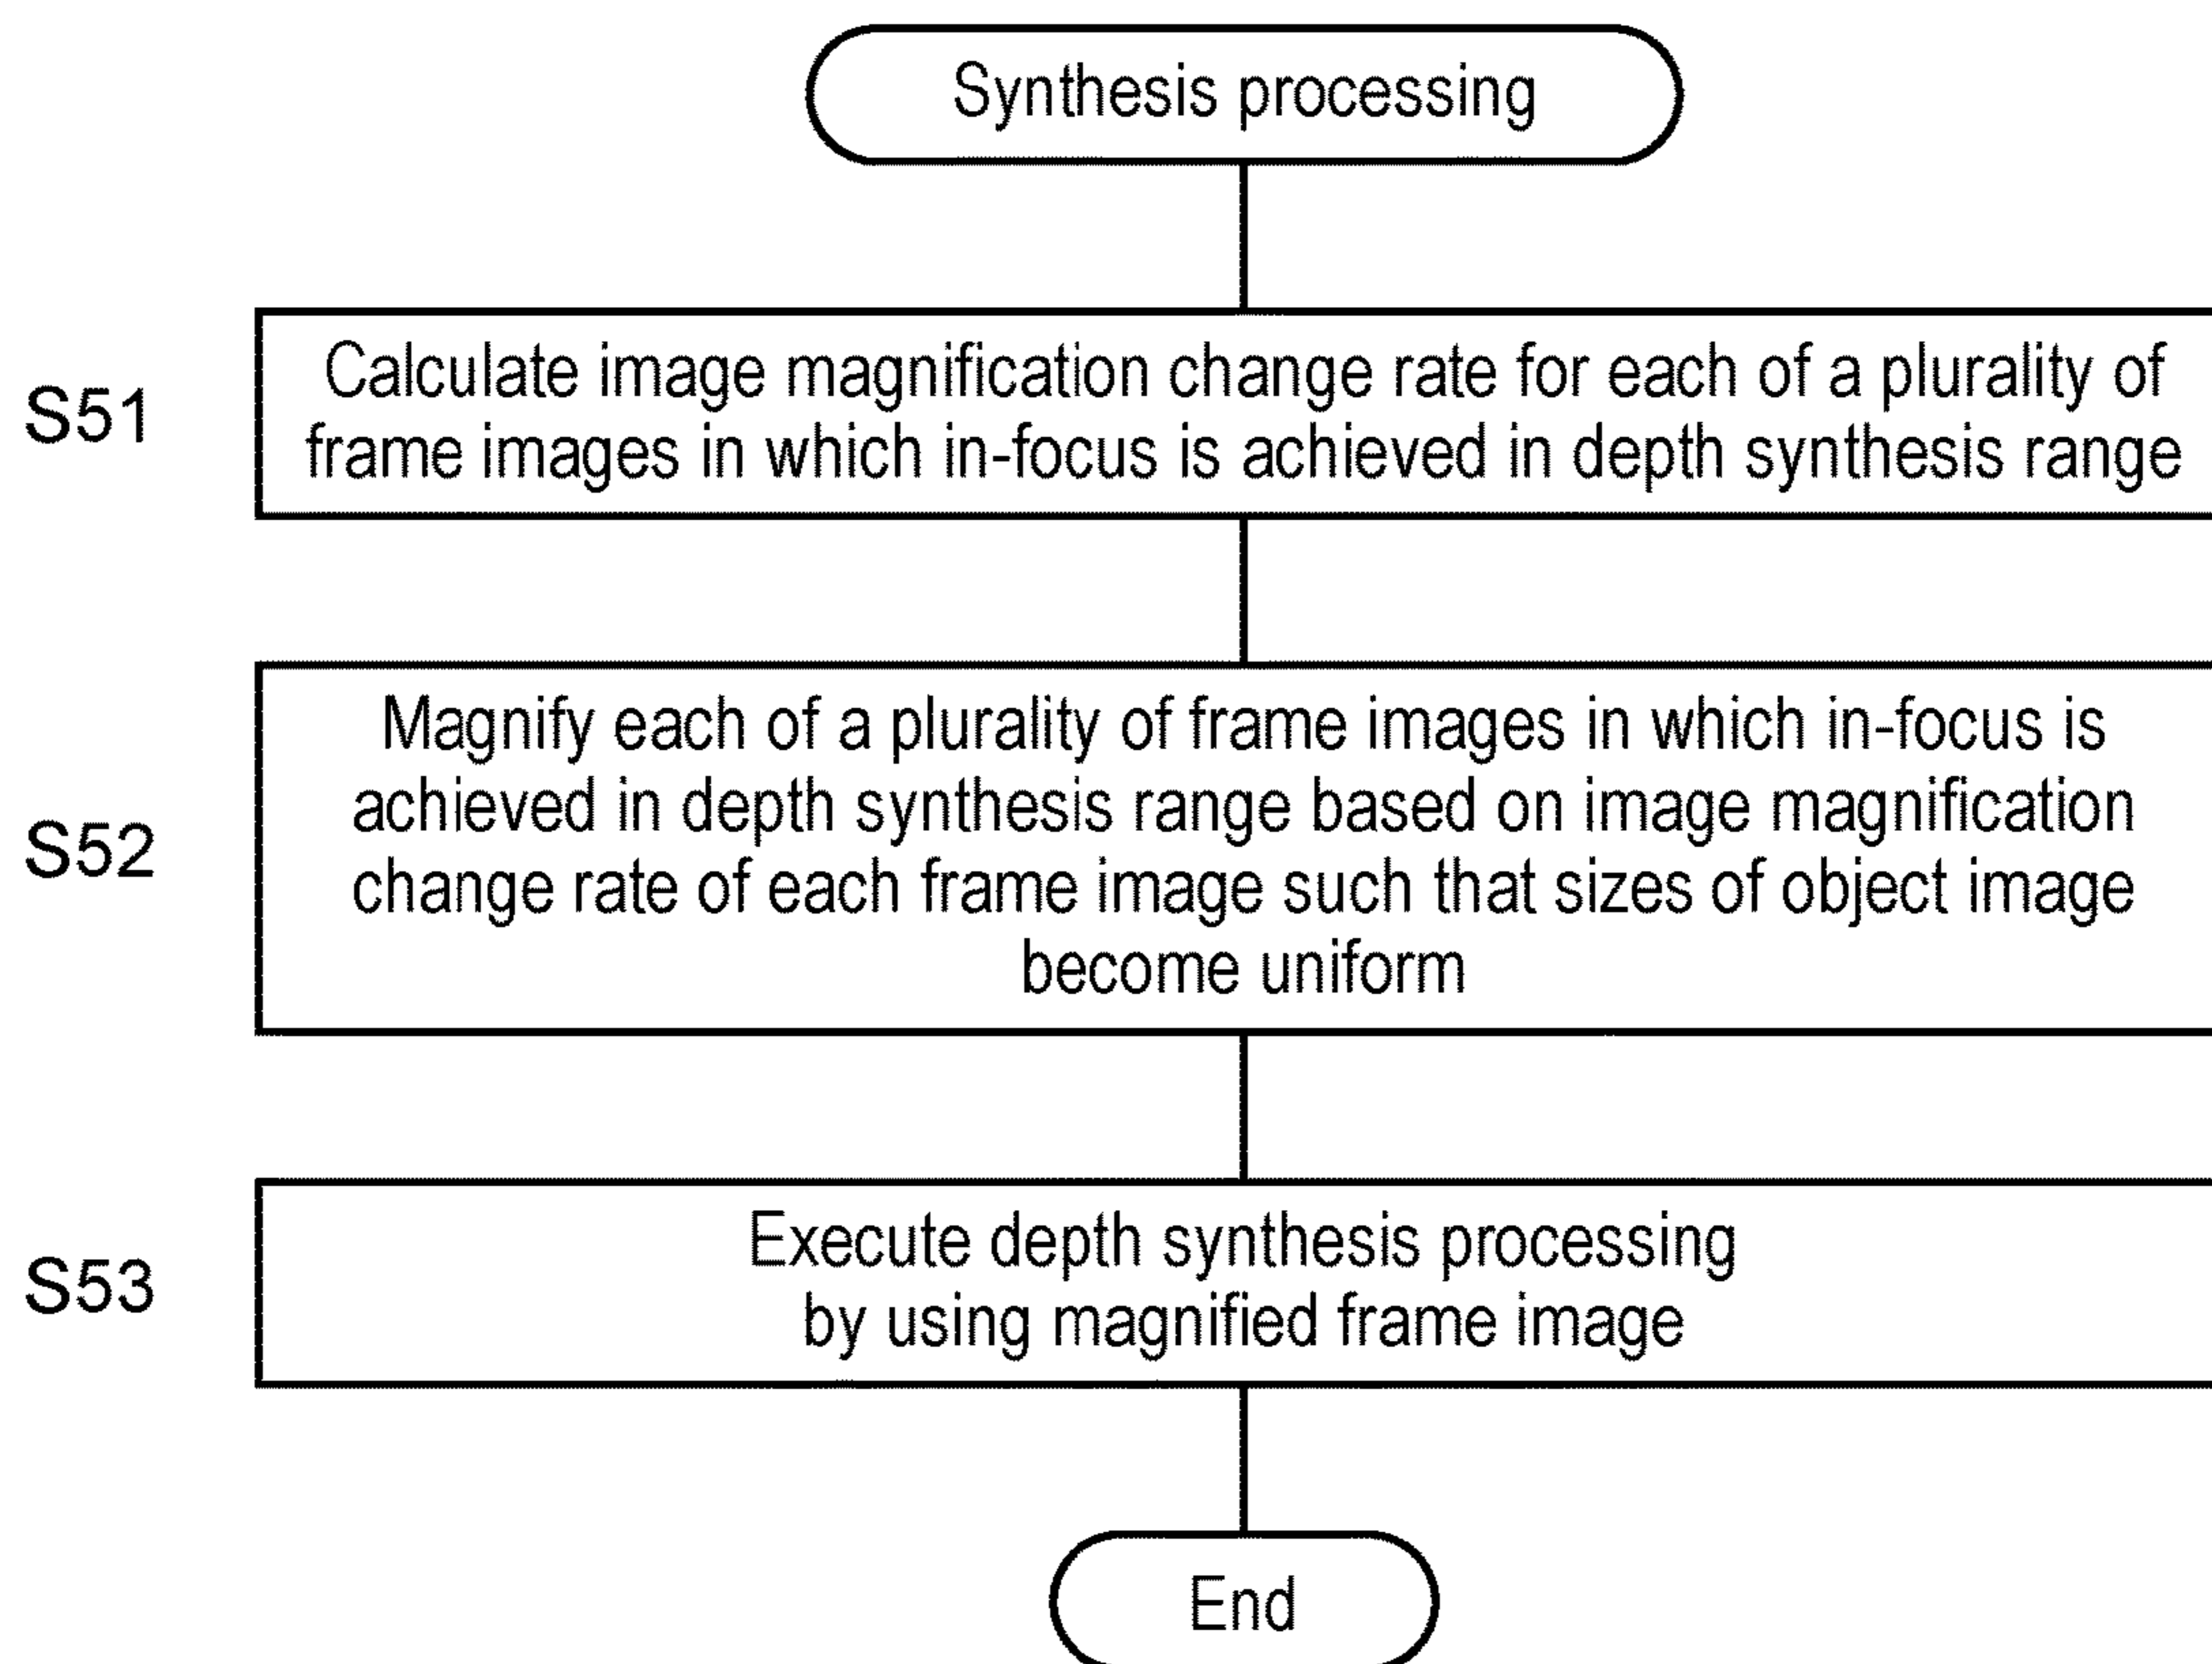 Synthesis processing
S51
Calculate image magnification change rate for each of a plurality of
frame images in which in-focus is achieved in depth synthesis range
S52
Magnify each of a plurality of frame images in which in-focus is
achieved in depth synthesis range based on image magnification
change rate of each frame image such that sizes of object image
become uniform
S53
Execute depth synthesis processing
by using magnified frame image
End